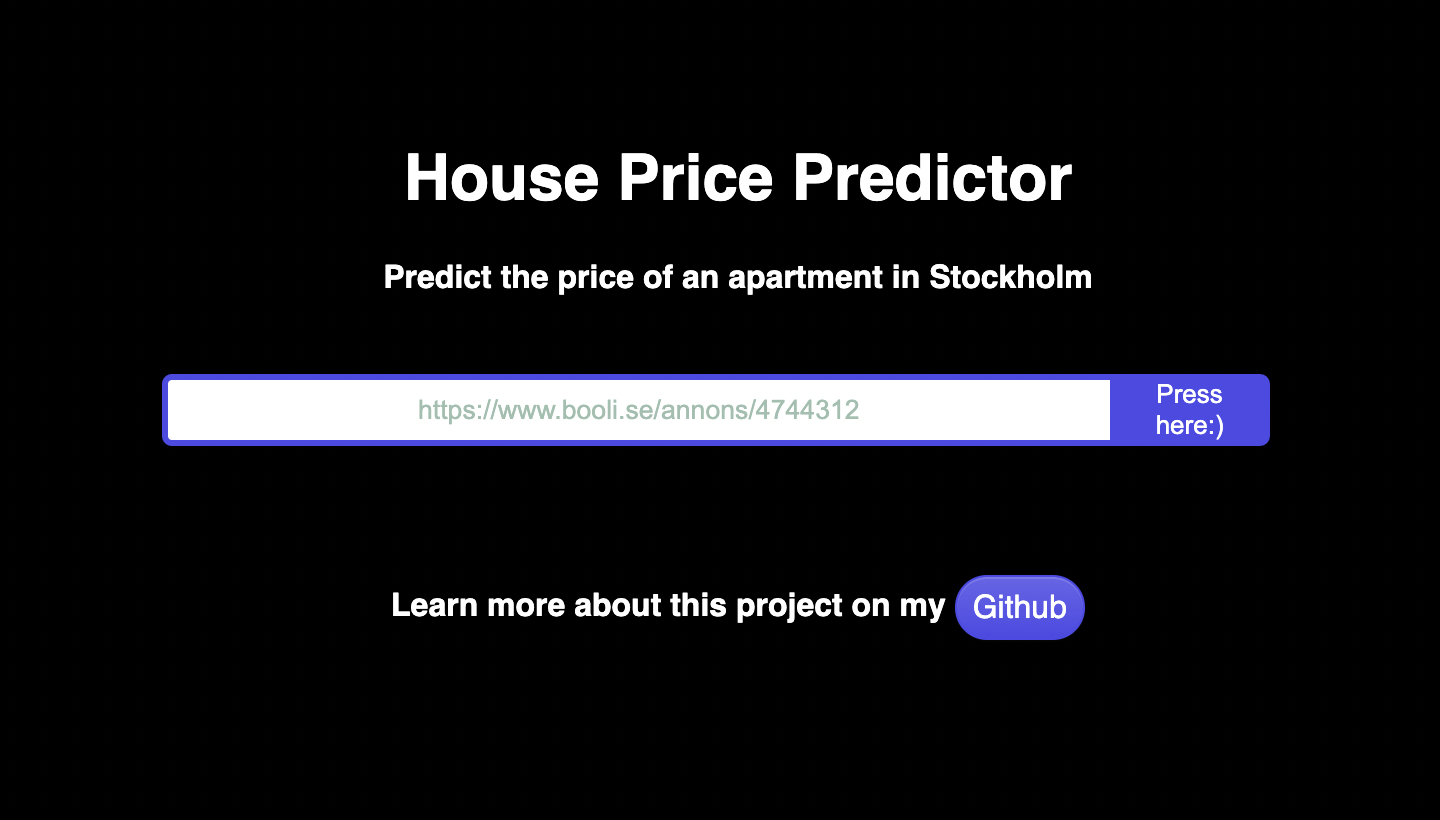 House Price Predictor
Predict the price of an apartment in Stockholm
https://www.booli.se/annons/4744312
Press
here:)
Learn more about this project on my Github